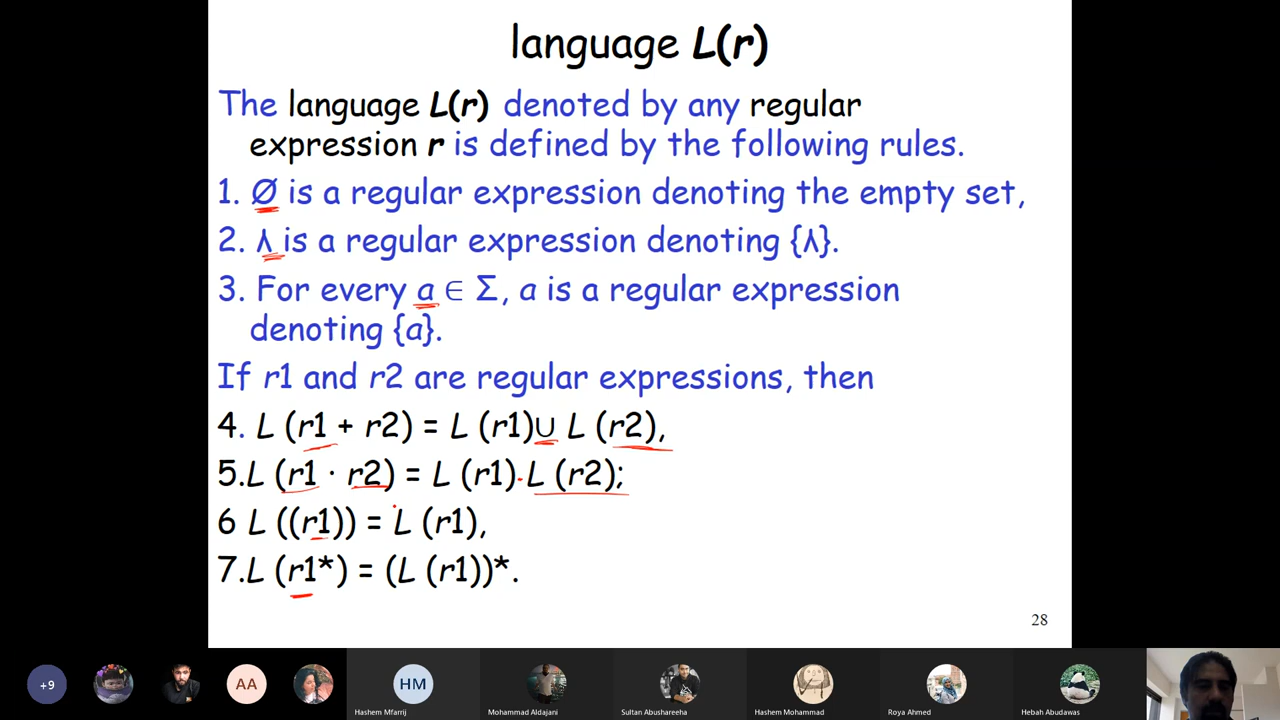 language L(r)
The language L(r) denoted by any regular
expression r is defined by the following rules.
1. Ø is a regular expression denoting the empty set,
2. λ is a regular expression denoting {λ}.
3. For every a ∈ Σ, a is a regular expression
denoting {a}.
If r1 and r2 are regular expressions, then
4. L (r1 + r2) = L (r1)∪ L (r2),
5.L (r1 · r2) = L (r1)·L (r2);
6 L ((r1)) = L (r1),
7.L (r1*) = (L (r1))*.
28
+9
AA
HM
Hashem Mfarrij
Mohammad Aldajani
Sultan Abushareeha
Hashem Mohammad
Roya Ahmed
Hebah Abudawas